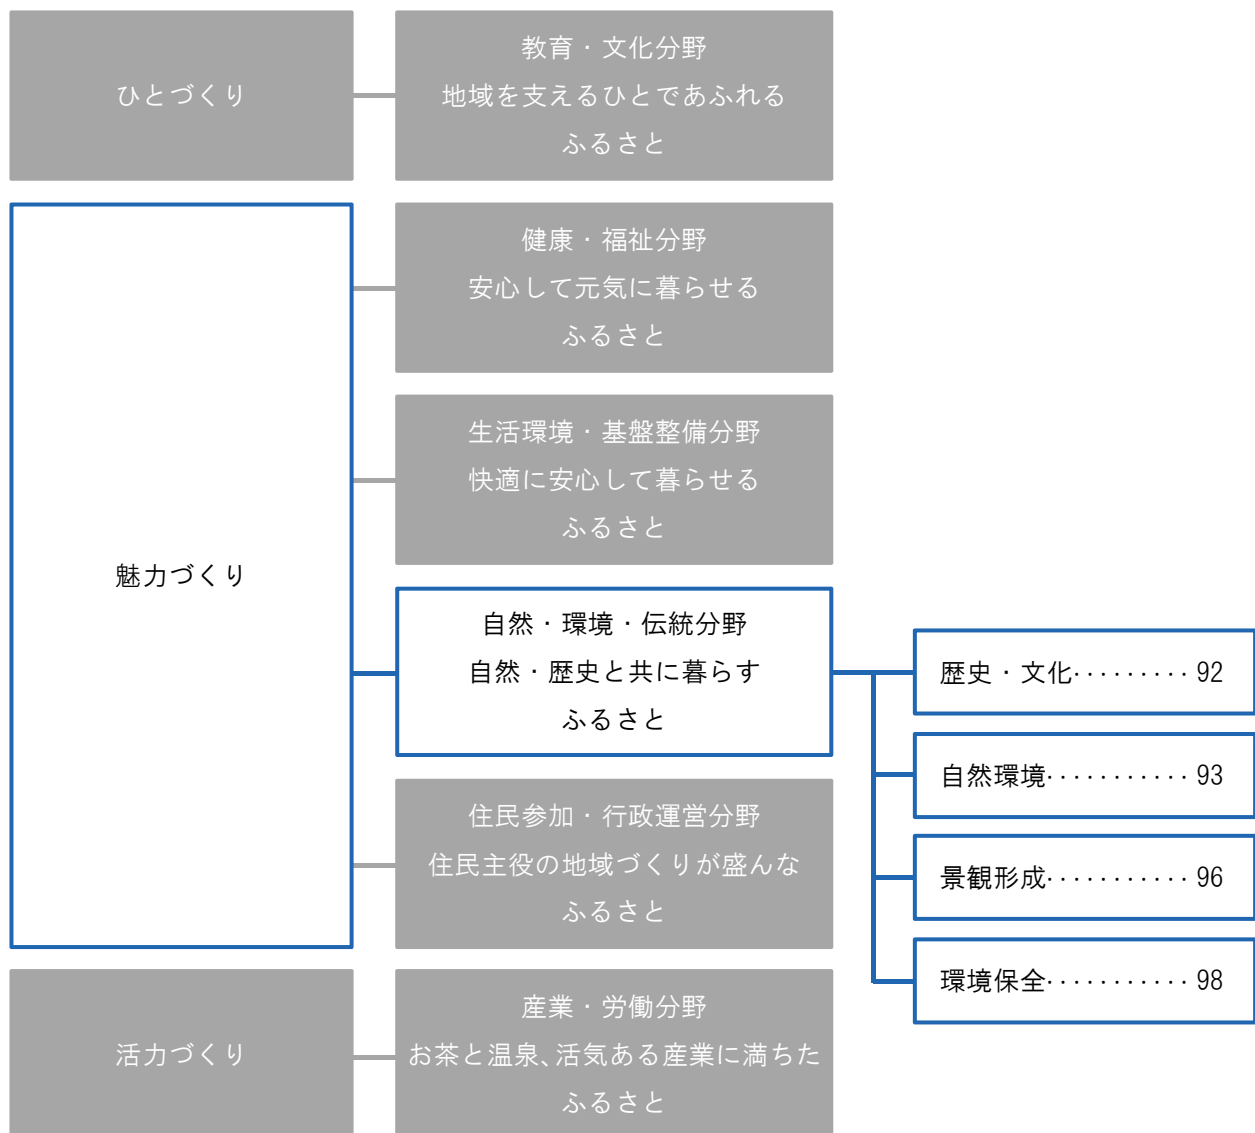 ひとづくり
教育・文化分野
地域を支えるひとであふれる
ふるさと
魅力づくり
健康・福祉分野
安心して元気に暮らせる
ふるさと
生活環境・基盤整備分野
快適に安心して暮らせる
ふるさと
自然・環境・伝統分野
自然・歴史と共に暮らす
ふるさと
歴史・文化‥‥‥‥‥92
自然環境‥‥‥‥‥‥93
景観形成‥‥‥‥‥‥96
環境保全‥‥‥‥‥‥98
住民参加・行政運営分野
住民主役の地域づくりが盛んな
ふるさと
活力づくり
産業・労働分野
お茶と温泉、活気ある産業に満ちた
ふるさと